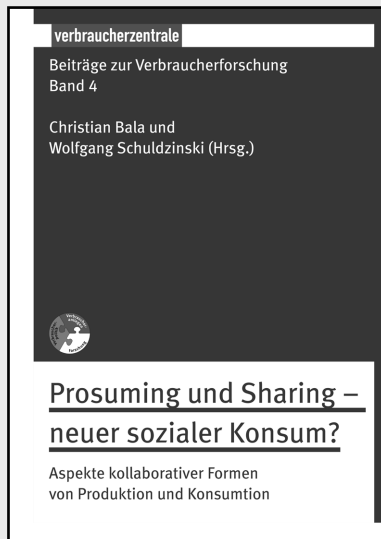 verbraucherzentrale
Beiträge zur Verbraucherforschung
Band 4
Christian Bala und
Wolfgang Schuldzinski (Hrsg.)
Prosuming und Sharing –
neuer sozialer Konsum?
Aspekte kollaborativer Formen
von Produktion und Konsumtion